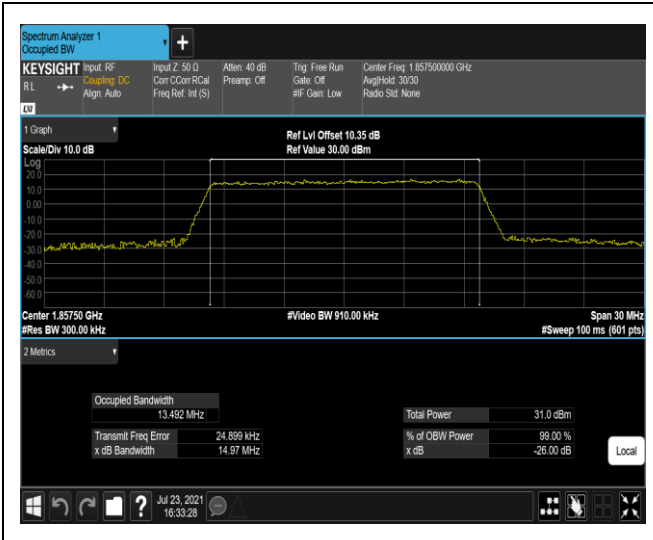 Spectrum Analyzer 1
Occupied BW
+
KEYSIGHT Input: RF Input Z: 50 Ω Atten: 40 dB Trig: Free Run Center Freq: 1.857500000 GHz
RL Coupling: DC Corr CCorr RCal Preamp: Off Gate: Off Avg|Hold: 30/30
Align: Auto Freq Ref: Int (S) #IF Gain: Low Radio Std: None
LXI
1 Graph
Ref Lvl Offset 10.35 dB
Scale/Div 10.0 dB Ref Value 30.00 dBm
Log
20.0
10.0
0.00
-10.0
-20.0
-30.0
-40.0
-50.0
-60.0
Center 1.85750 GHz #Video BW 910.00 kHz Span 30 MHz
#Res BW 300.00 kHz #Sweep 100 ms (601 pts)
2 Metrics
Occupied Bandwidth
13.492 MHz Total Power 31.0 dBm
Transmit Freq Error 24.899 kHz % of OBW Power 99.00 %
x dB Bandwidth 14.97 MHz x dB -26.00 dB
Local
? Jul 23, 2021
16:33:28